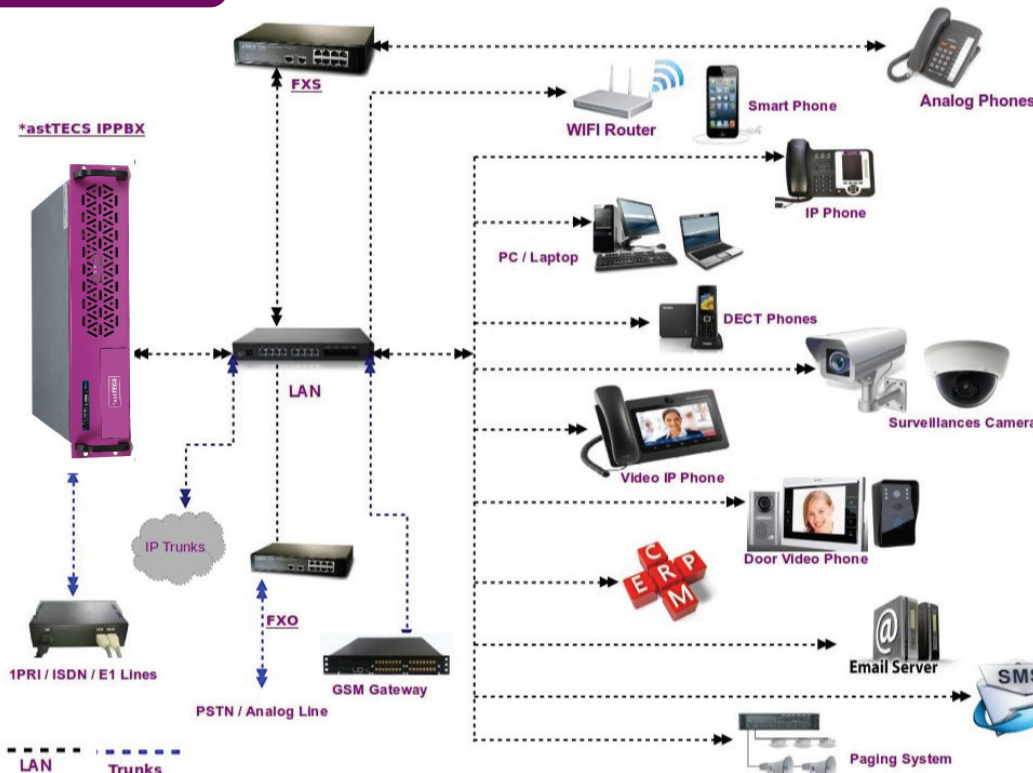 FXS
Analog Phones
WIFI Router
Smart Phone
*astTECS IPPBX
IP Phone
PC / Laptop
DECT Phones
LAN
Surveillances Camera
*astTECS
Video IP Phone
IP Trunks
Door Video Phone
C
E R P
M
FXO
@
Email Server
1PRI / ISDN / E1 Lines
GSM Gateway
SMS
PSTN / Analog Line
Paging System
LAN
Trunks